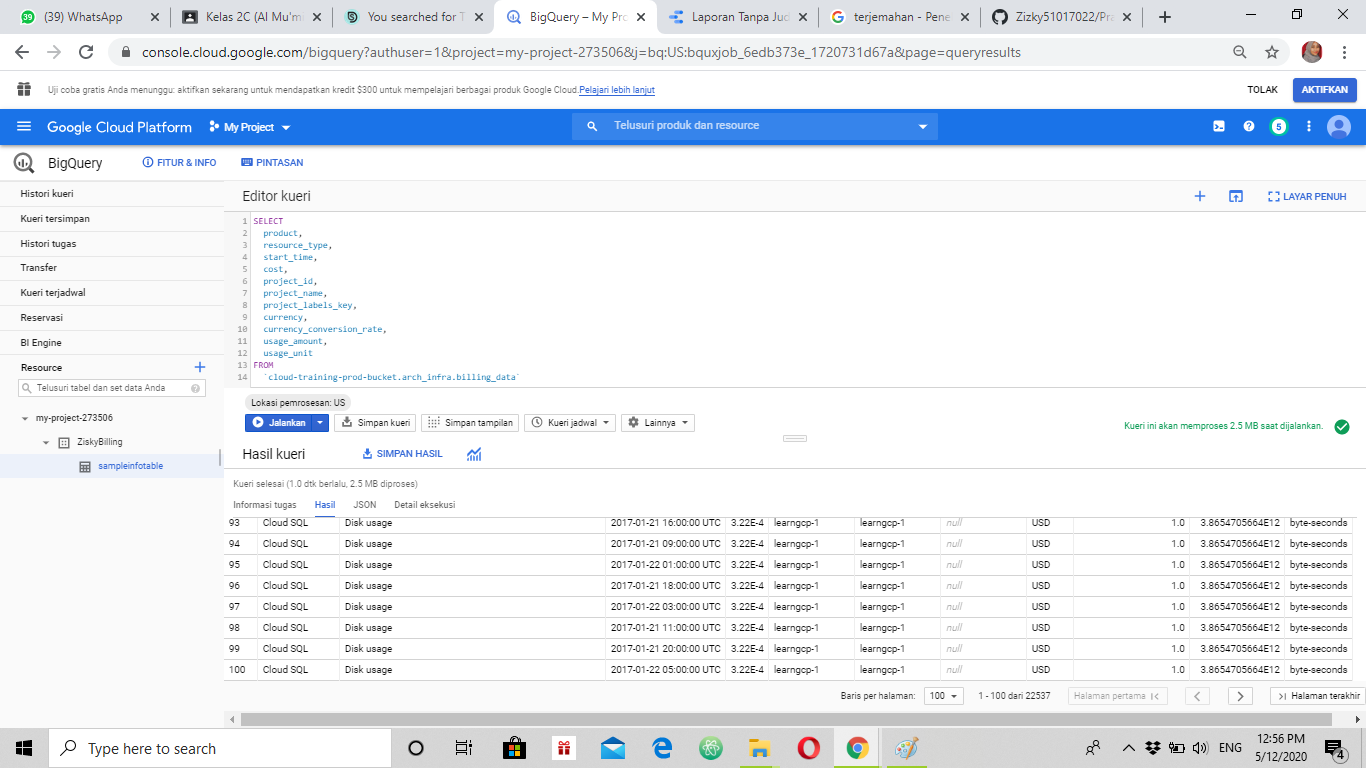 (39) WhatsApp
Kelas 2C (Al Mu'mi
You searched for T
BigQuery – My Pro
Laporan Tanpa Jud
terjemahan - Pene
Zizky51017022/Pra
console.cloud.google.com/bigquery?authuser=1&project=my-project-273506&j=bq:US:bquxjob_6edb373e_1720731d67a&page=queryresults
Uji coba gratis Anda menunggu: aktifkan sekarang untuk mendapatkan kredit $300 untuk mempelajari berbagai produk Google Cloud. Pelajari lebih lanjut
TOLAK
AKTIFKAN
Google Cloud Platform
My Project
Telusuri produk dan resource
5
BigQuery
FITUR & INFO
PINTASAN
Histori kueri
Kueri tersimpan
Histori tugas
Transfer
Kueri terjadwal
Reservasi
BI Engine
Resource
Telusuri tabel dan set data Anda
my-project-273506
ZiskyBilling
sampleinfotable
Editor kueri
LAYAR PENUH
1 SELECT
2 product,
3 resource_type,
4 start_time,
5 cost,
6 project_id,
7 project_name,
8 project_labels_key,
9 currency,
10 currency_conversion_rate,
11 usage_amount,
12 usage_unit
13 FROM
14 `cloud-training-prod-bucket.arch_infra.billing_data`
Lokasi pemrosesan: US
Jalankan
Simpan kueri
Simpan tampilan
Kueri jadwal
Lainnya
Kueri ini akan memproses 2.5 MB saat dijalankan.
Hasil kueri
SIMPAN HASIL
Kueri selesai (1.0 dtk berlalu, 2.5 MB diproses)
Informasi tugas
Hasil
JSON
Detail eksekusi
93 Cloud SQL Disk usage 2017-01-21 16:00:00 UTC 3.22E-4 learngcp-1 learngcp-1 null USD 1.0 3.8654705664E12 byte-seconds
94 Cloud SQL Disk usage 2017-01-21 09:00:00 UTC 3.22E-4 learngcp-1 learngcp-1 null USD 1.0 3.8654705664E12 byte-seconds
95 Cloud SQL Disk usage 2017-01-22 01:00:00 UTC 3.22E-4 learngcp-1 learngcp-1 null USD 1.0 3.8654705664E12 byte-seconds
96 Cloud SQL Disk usage 2017-01-21 18:00:00 UTC 3.22E-4 learngcp-1 learngcp-1 null USD 1.0 3.8654705664E12 byte-seconds
97 Cloud SQL Disk usage 2017-01-22 03:00:00 UTC 3.22E-4 learngcp-1 learngcp-1 null USD 1.0 3.8654705664E12 byte-seconds
98 Cloud SQL Disk usage 2017-01-21 11:00:00 UTC 3.22E-4 learngcp-1 learngcp-1 null USD 1.0 3.8654705664E12 byte-seconds
99 Cloud SQL Disk usage 2017-01-21 20:00:00 UTC 3.22E-4 learngcp-1 learngcp-1 null USD 1.0 3.8654705664E12 byte-seconds
100 Cloud SQL Disk usage 2017-01-22 05:00:00 UTC 3.22E-4 learngcp-1 learngcp-1 null USD 1.0 3.8654705664E12 byte-seconds
Baris per halaman: 100 1 - 100 dari 22537 Halaman pertama Halaman terakhir
Type here to search
ENG
12:56 PM
5/12/2020
4